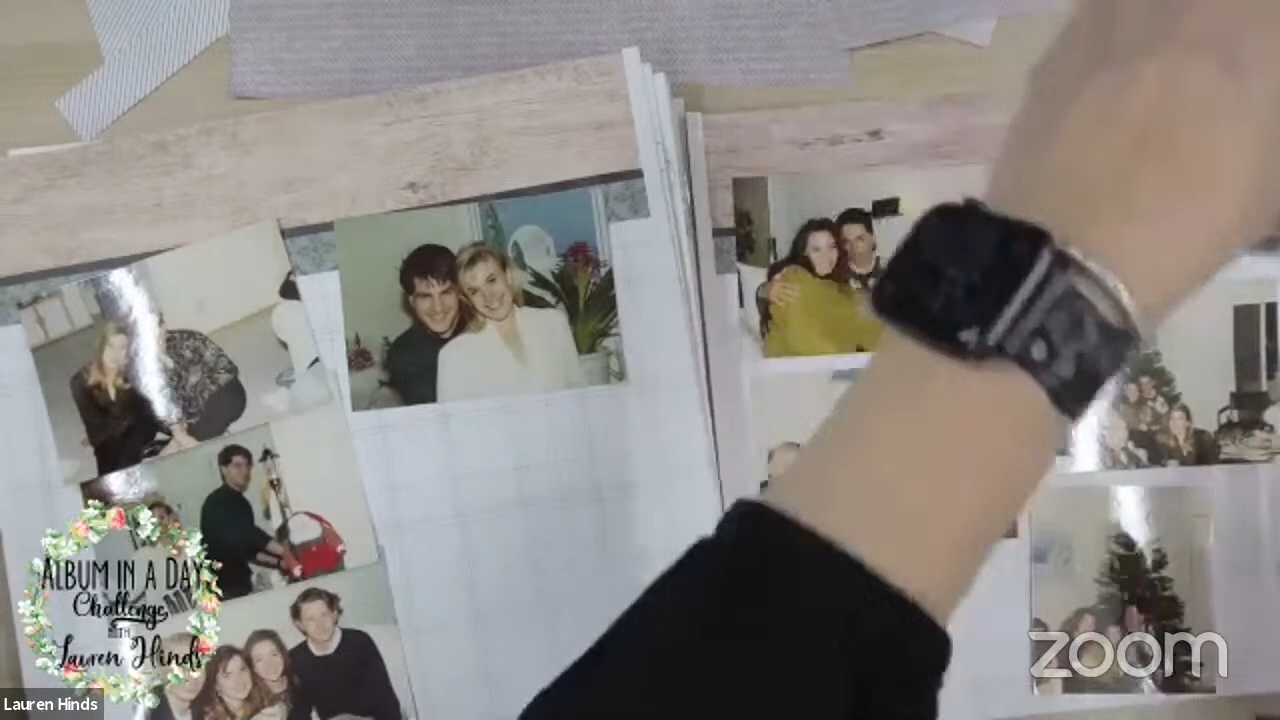 ALBUM IN A DAY
Challenge
WITH
Lauren Hinds
Lauren Hinds
zoom